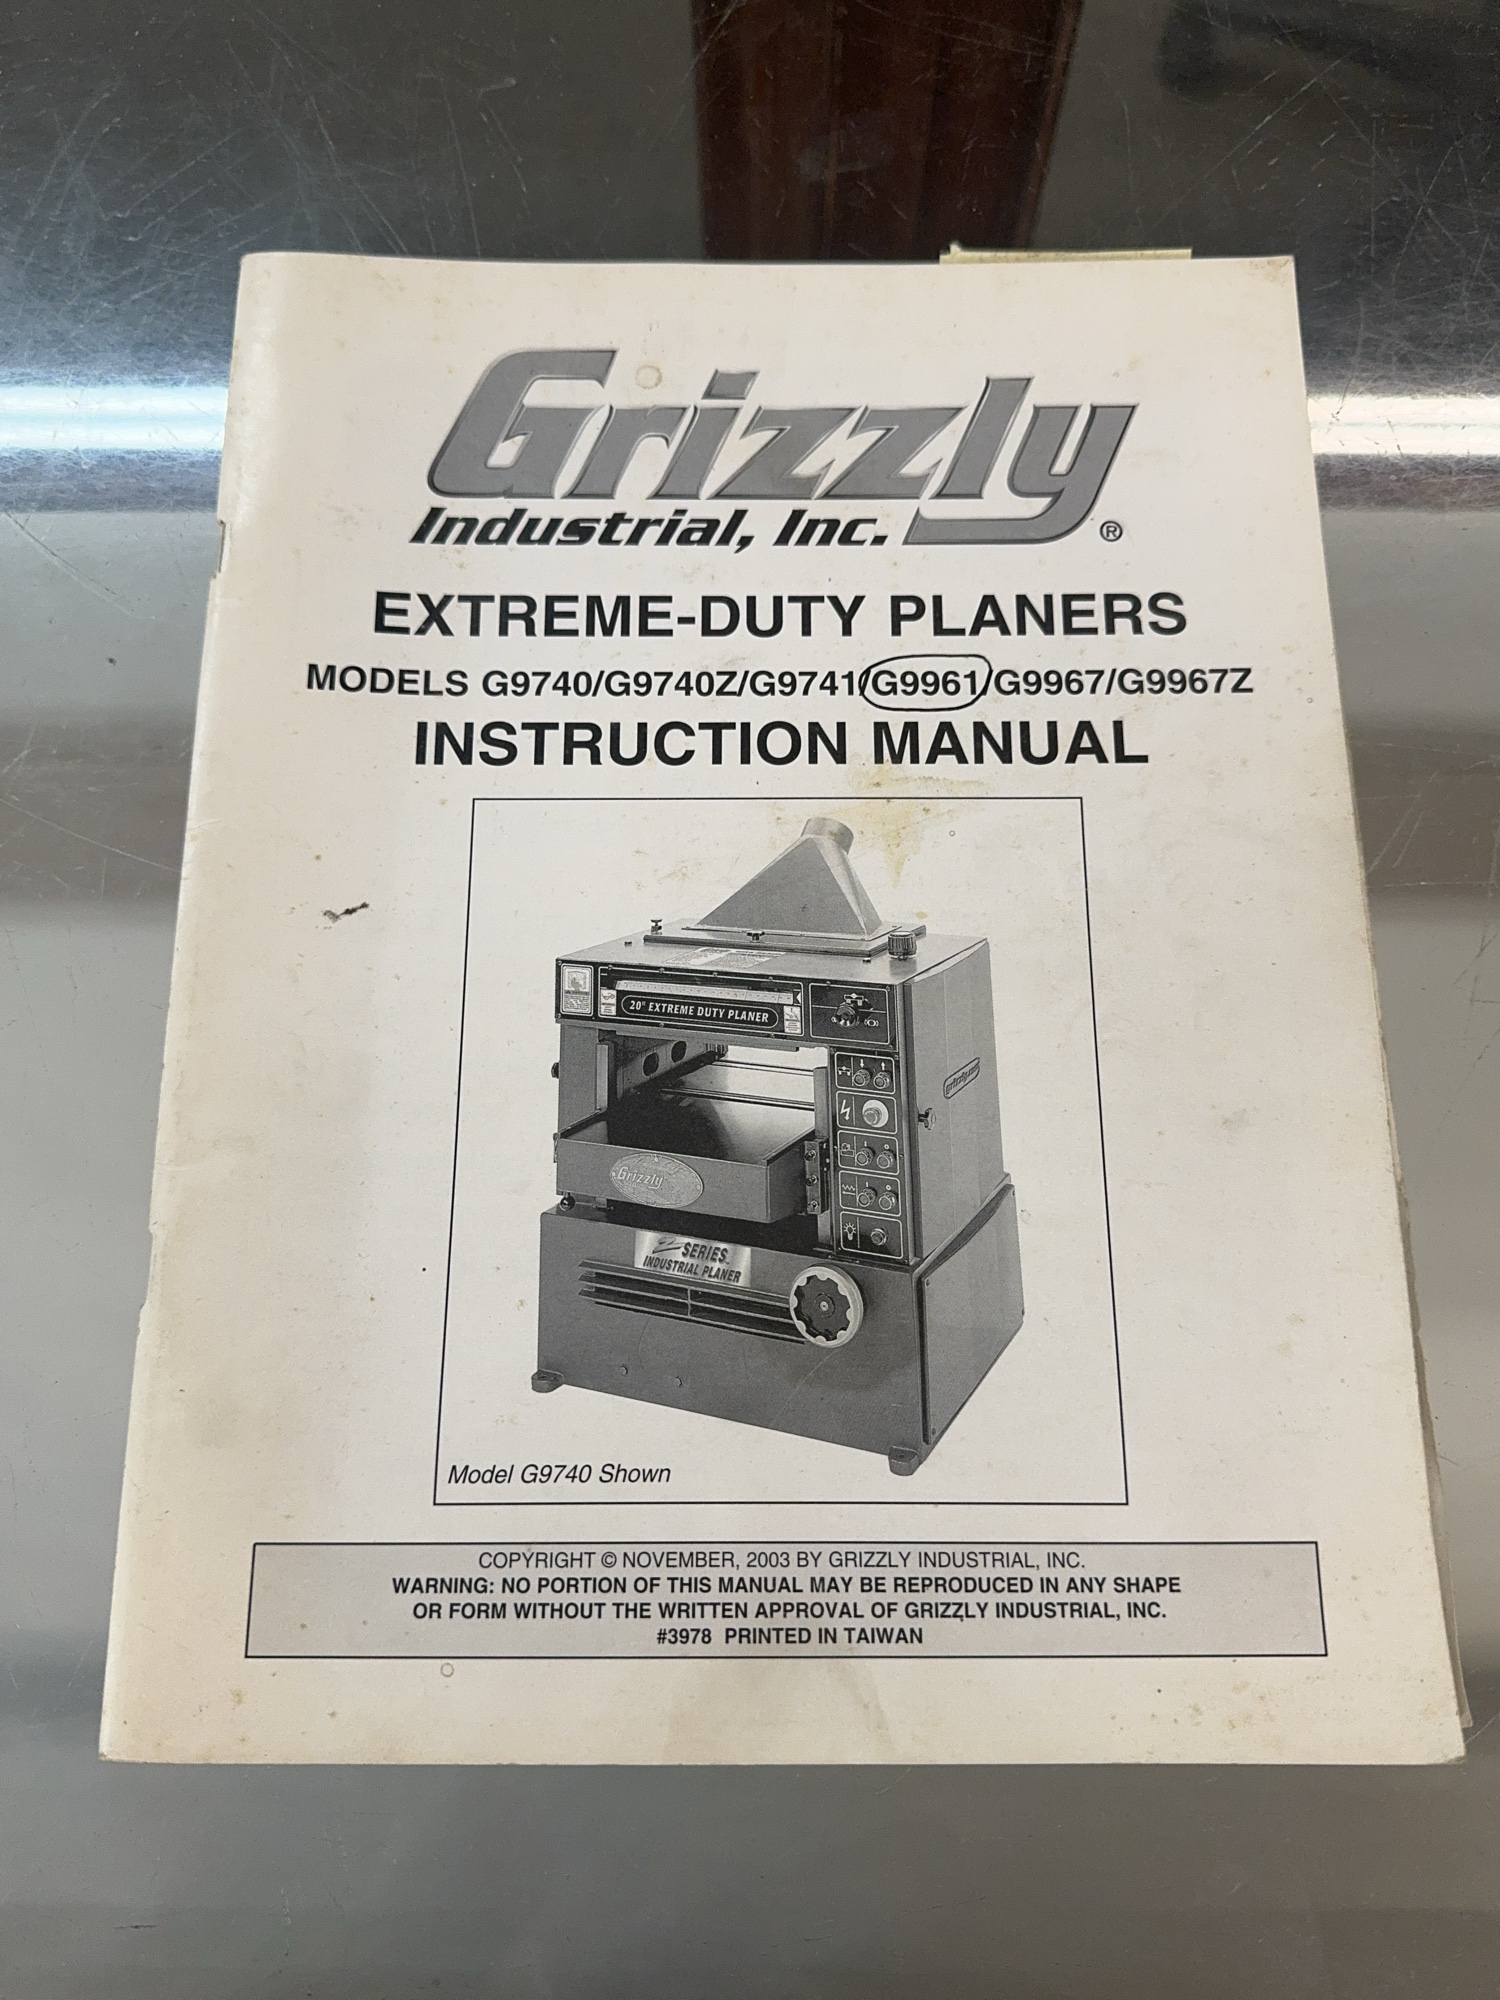 Grizzly
Industrial, Inc. ®
EXTREME-DUTY PLANERS
MODELS G9740/G9740Z/G9741/G9961/G9967/G9967Z
INSTRUCTION MANUAL
20" EXTREME DUTY PLANER
grizzly.com
Grizzly
Z SERIES
INDUSTRIAL PLANER
Model G9740 Shown
COPYRIGHT © NOVEMBER, 2003 BY GRIZZLY INDUSTRIAL, INC.
WARNING: NO PORTION OF THIS MANUAL MAY BE REPRODUCED IN ANY SHAPE
OR FORM WITHOUT THE WRITTEN APPROVAL OF GRIZZLY INDUSTRIAL, INC.
#3978 PRINTED IN TAIWAN